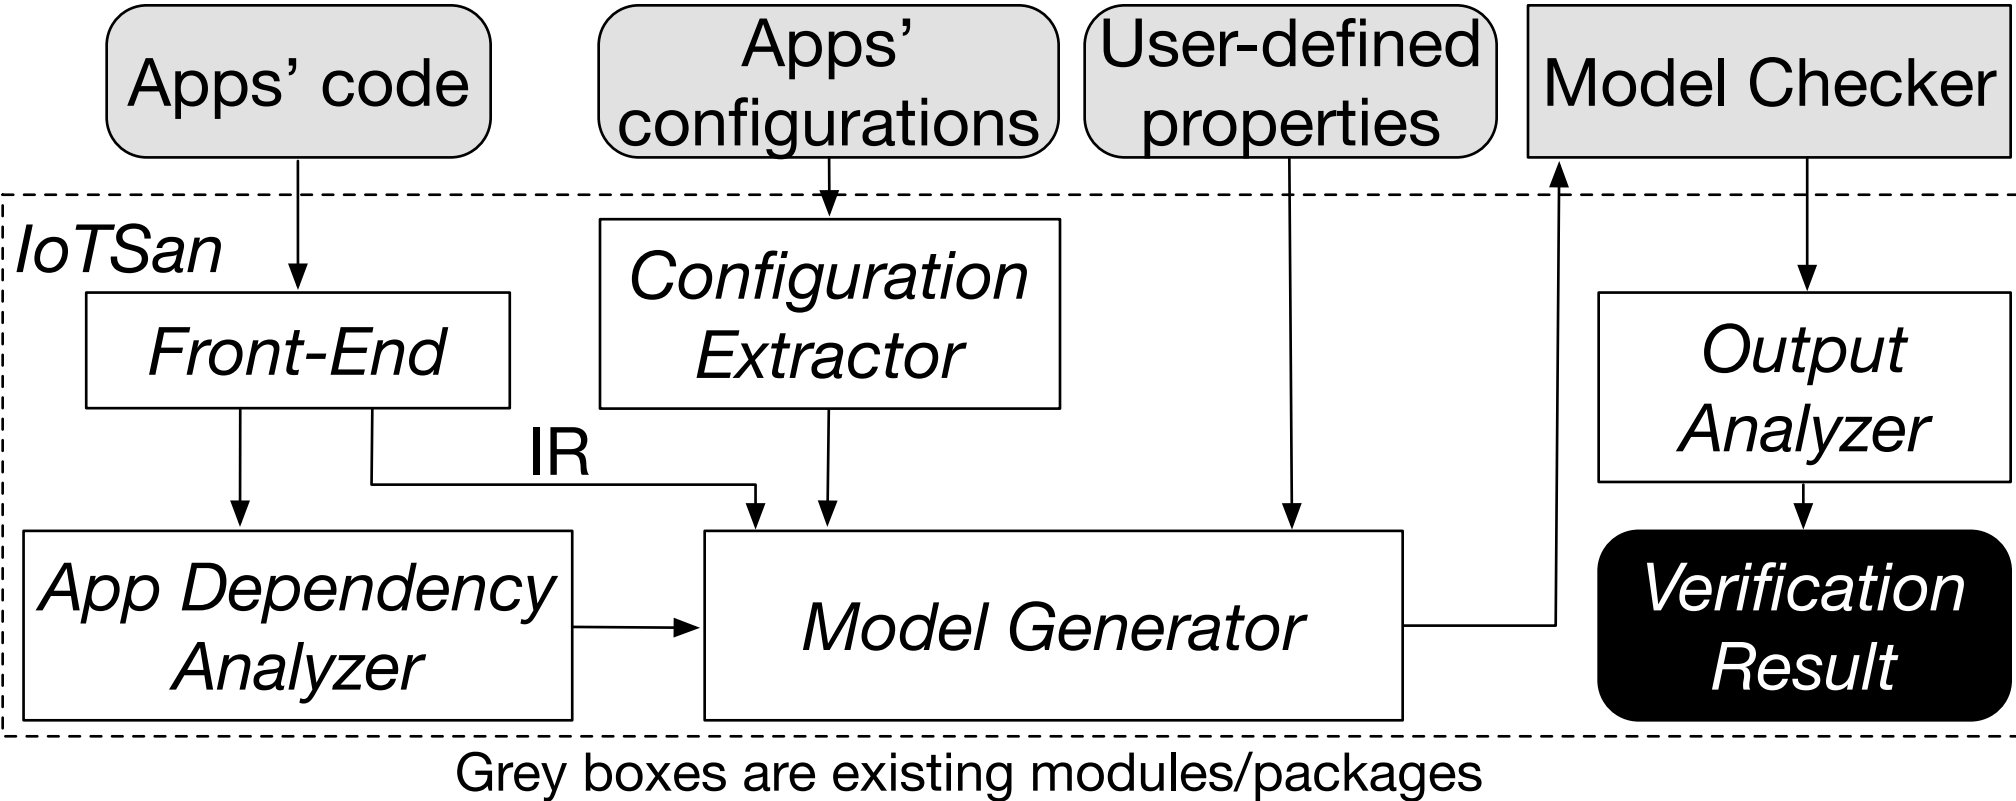 Apps’ code
Apps’
configurations
User-defined
properties
Model Checker
IoTSan
Front-End
Configuration
Extractor
Output
Analyzer
IR
App Dependency
Analyzer
Model Generator
Verification
Result
Grey boxes are existing modules/packages